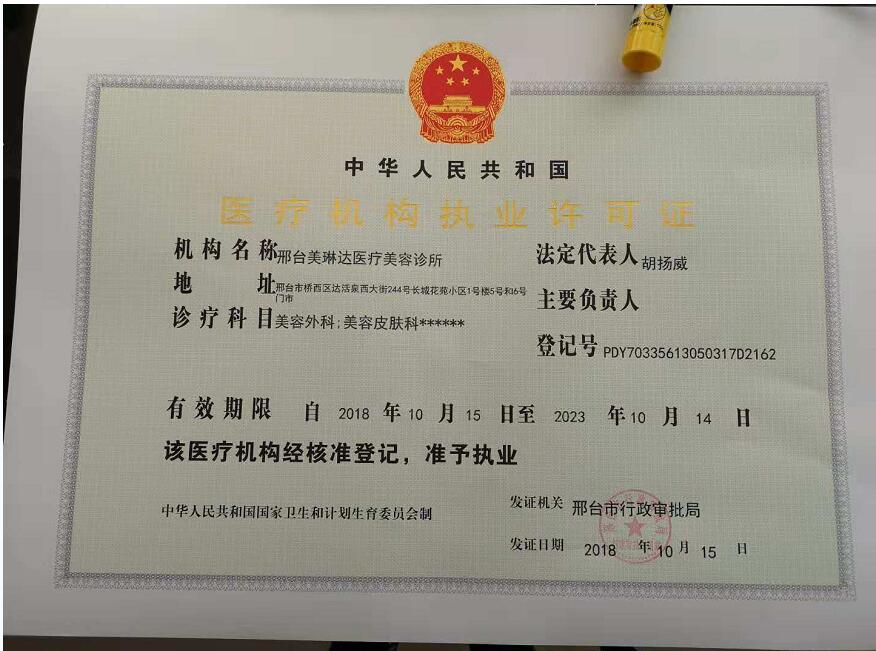 中华人民共和国
医疗机构执业许可证
机构名称 邢台美琳达医疗美容诊所
法定代表人 胡扬威
地 址 邢台市桥西区达活泉西大街244号长城花苑小区1号楼5号和6号
门市
主要负责人
诊疗科目 美容外科;美容皮肤科******
登记号 PDY70335613050317D2162
有效期限 自 2018 年 10 月 15 日至 2023 年 10 月 14 日
该医疗机构经核准登记，准予执业
中华人民共和国国家卫生和计划生育委员会制
发证机关 邢台市行政审批局
发证日期 2018 年 10 月 15 日